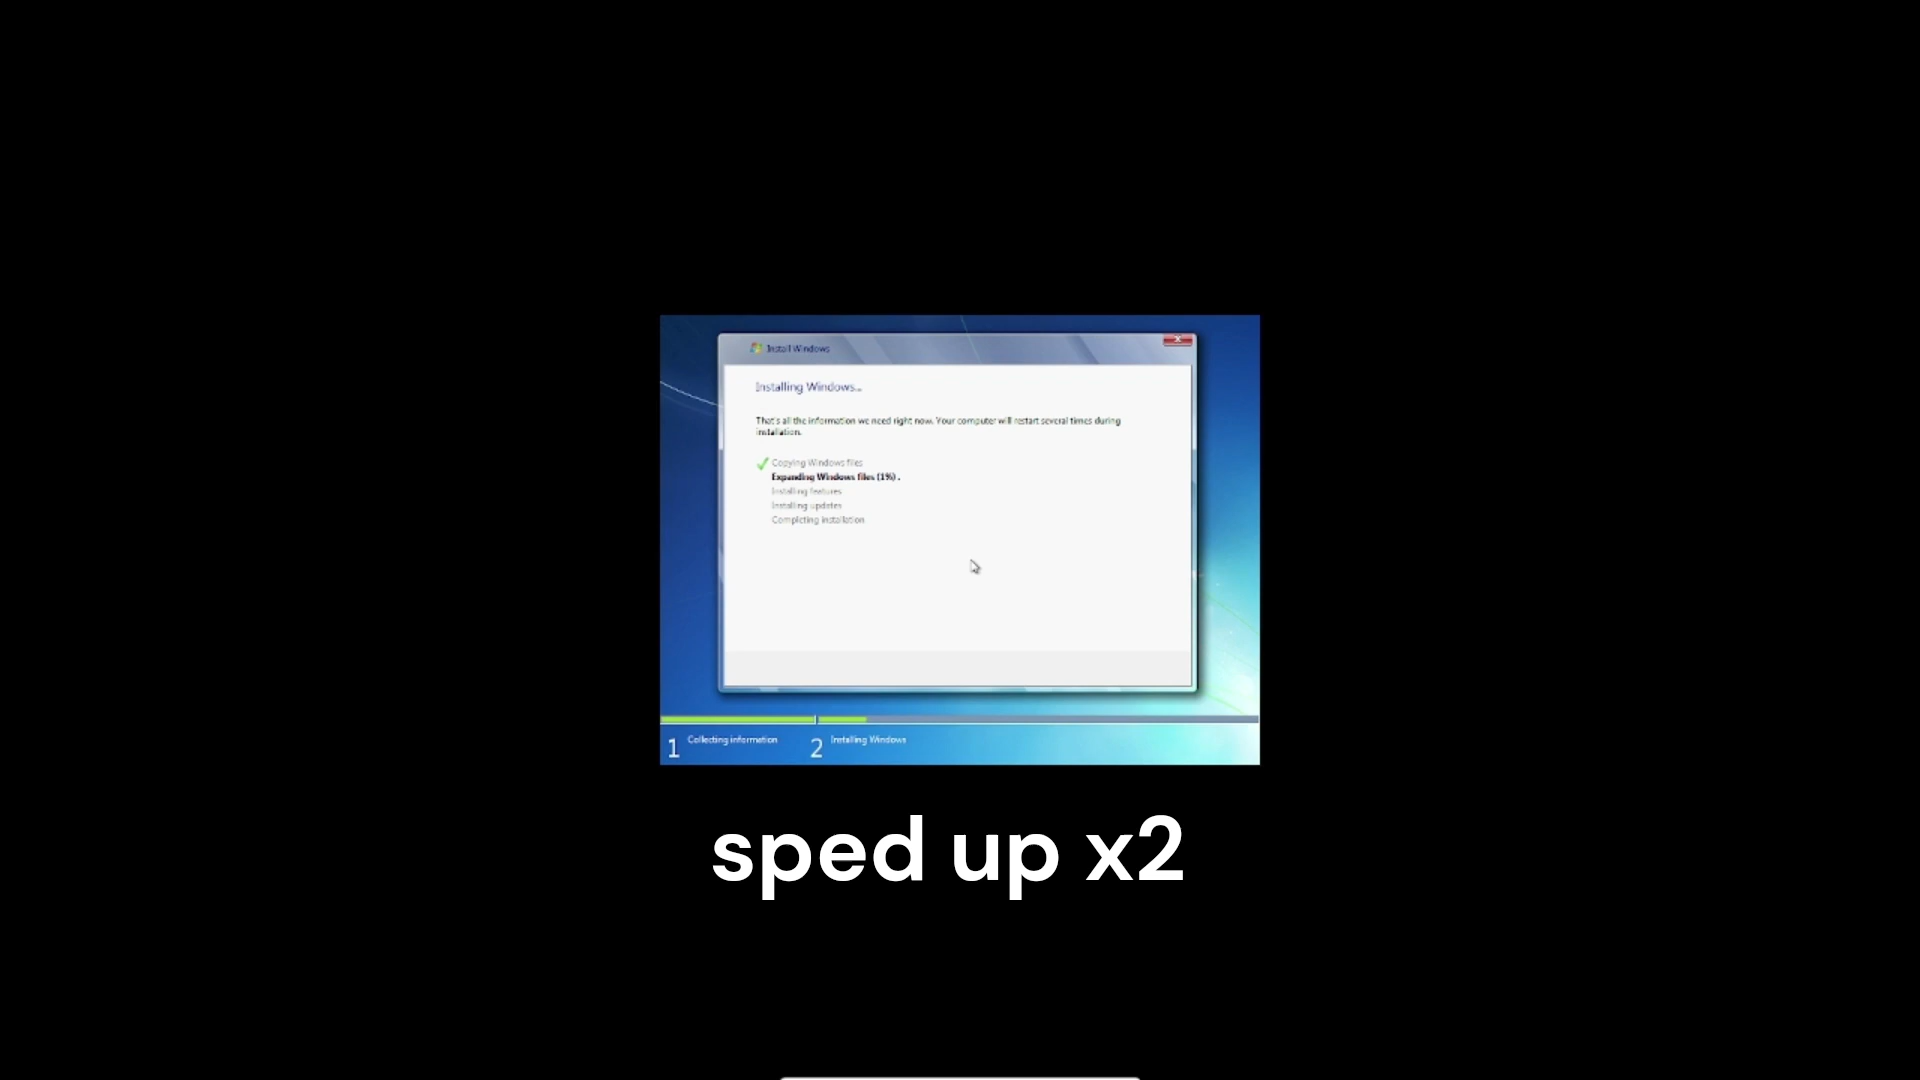 Install Windows
Installing Windows...
That's all the information we need right now. Your computer will restart several times during
installation.
Copying Windows files
Expanding Windows files (1%) .
Installing features
Installing updates
Completing installation
1 Collecting information
2 Installing Windows
sped up x2